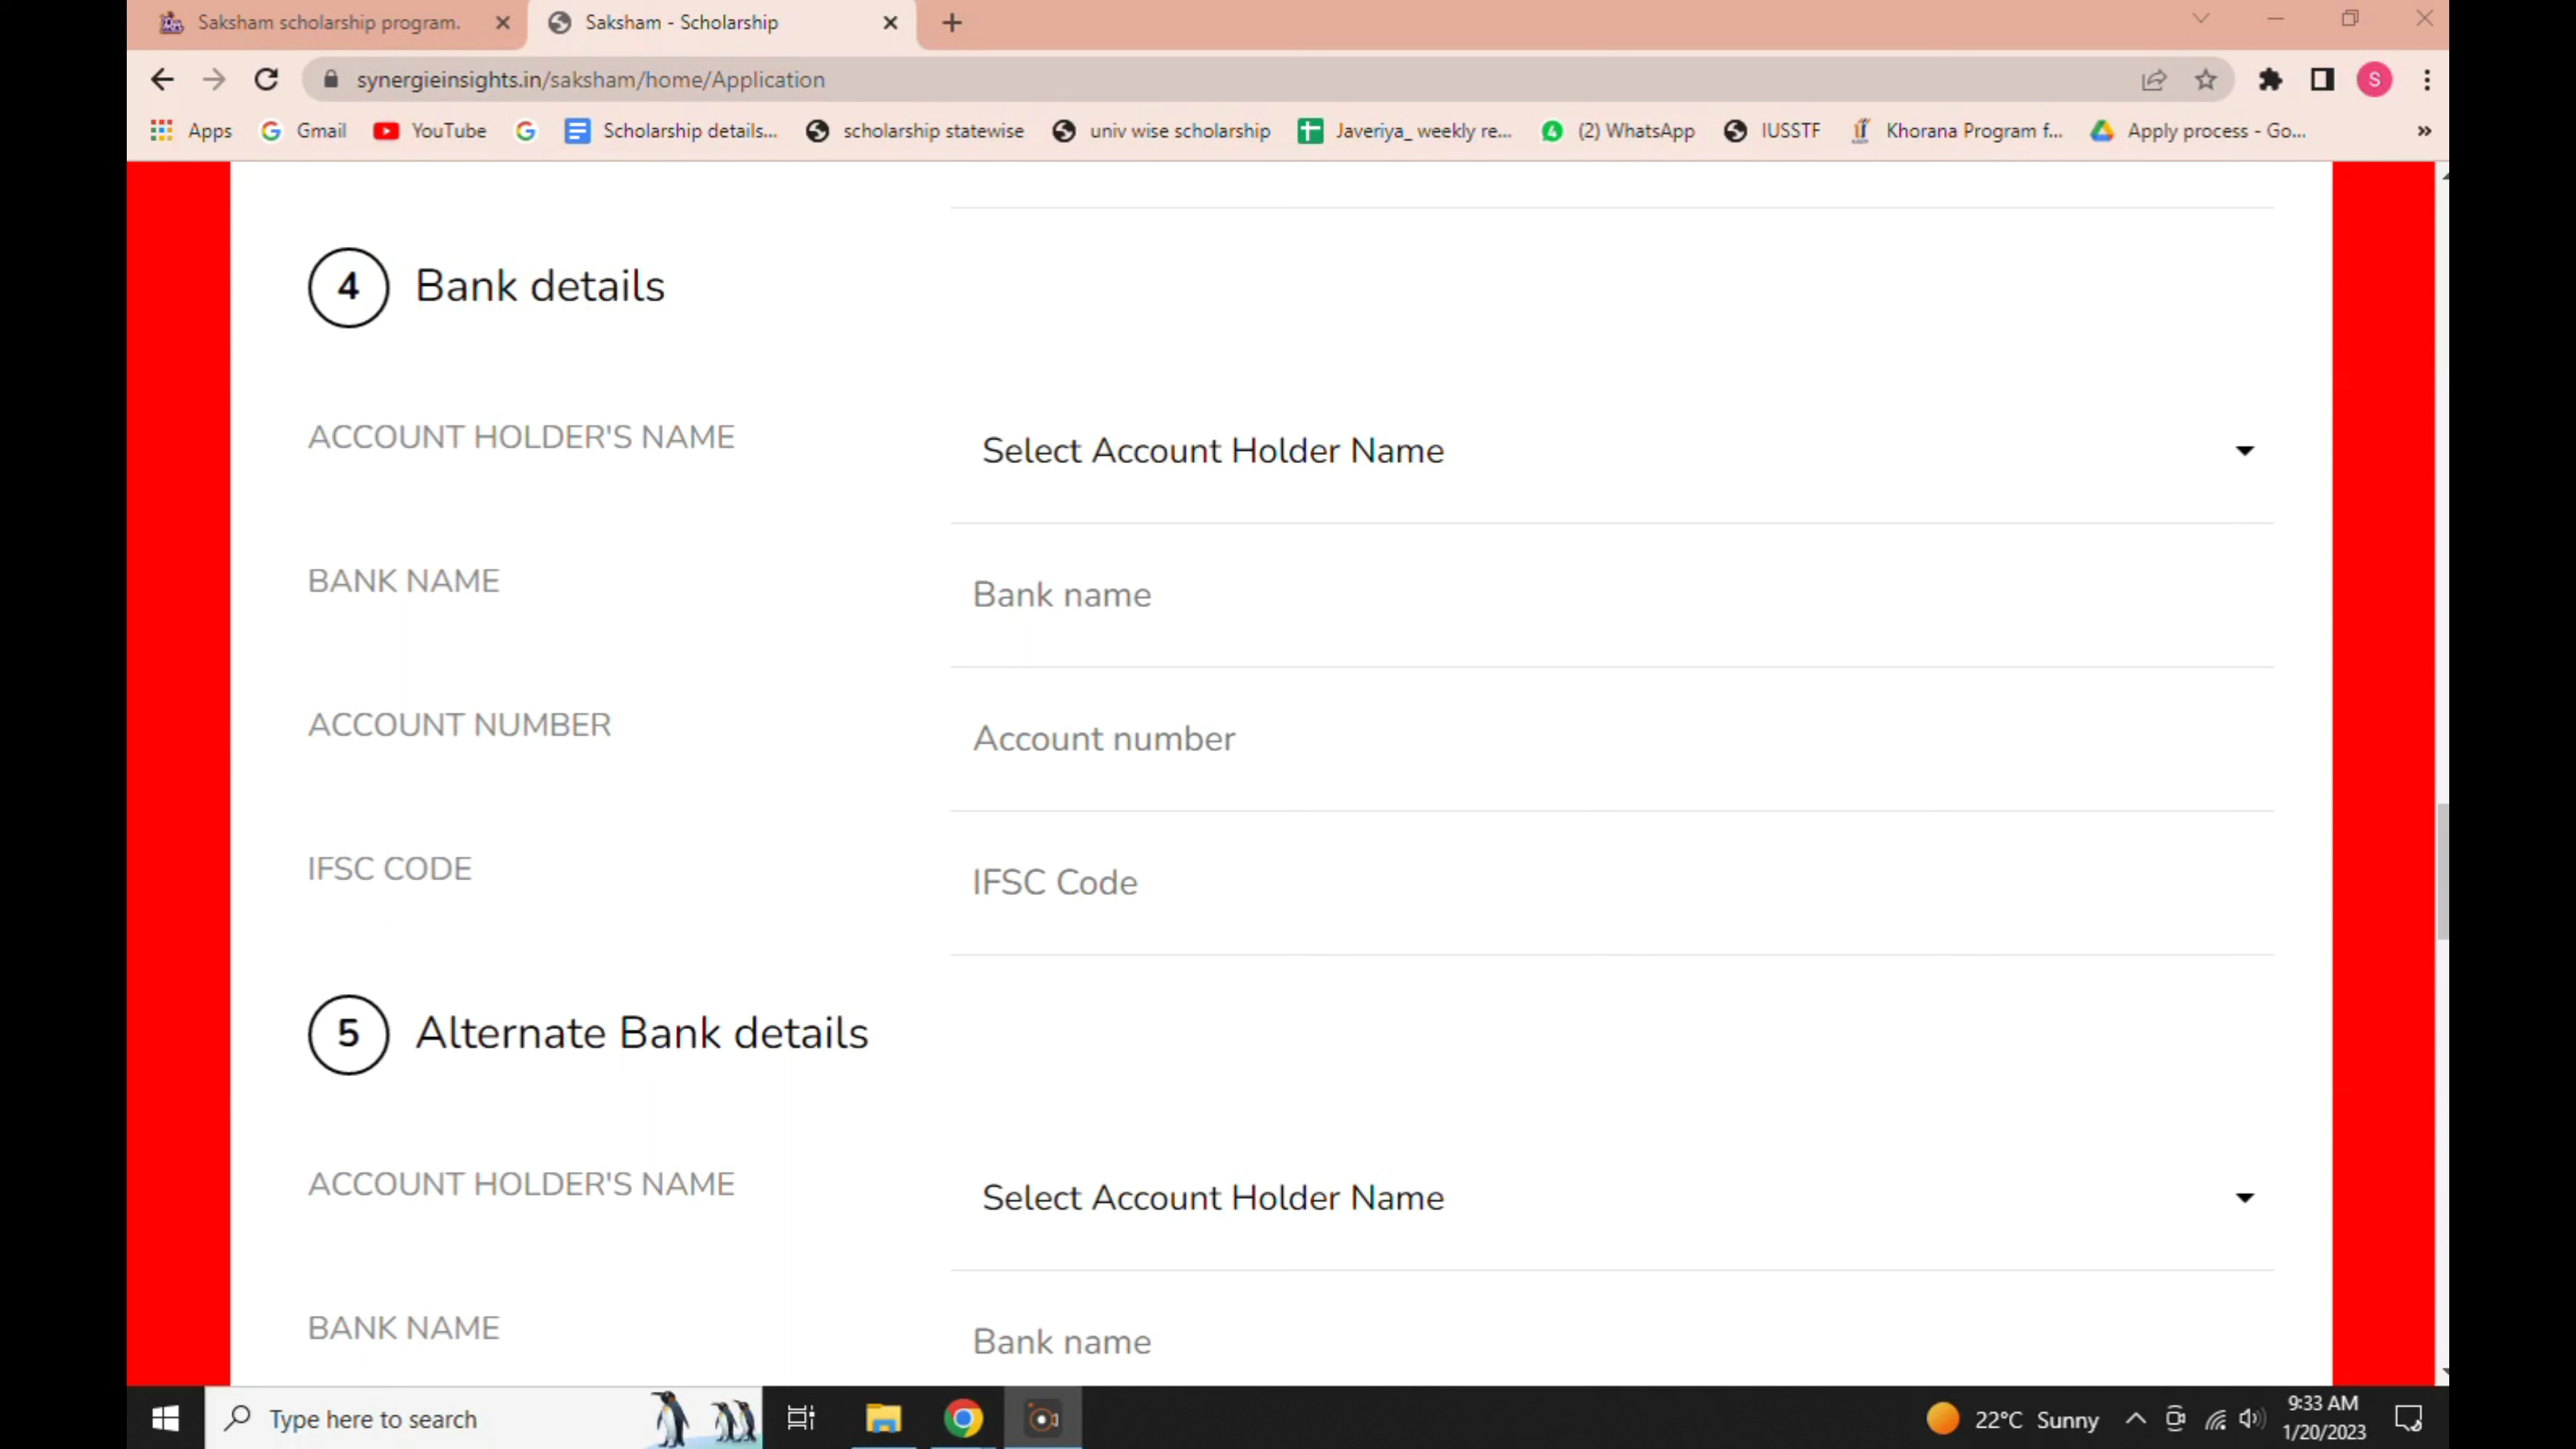 Saksham scholarship program.
Saksham - Scholarship
synergieinsights.in/saksham/home/Application
S
Apps
Gmail
YouTube
Scholarship details...
scholarship statewise
univ wise scholarship
Javeriya_ weekly re...
(2) WhatsApp
IUSSTF
Khorana Program f...
Apply process - Go...
»
4 Bank details
ACCOUNT HOLDER'S NAME
Select Account Holder Name
BANK NAME
Bank name
ACCOUNT NUMBER
Account number
IFSC CODE
IFSC Code
5 Alternate Bank details
ACCOUNT HOLDER'S NAME
Select Account Holder Name
BANK NAME
Bank name
Type here to search
22°C Sunny
9:33 AM
1/20/2023